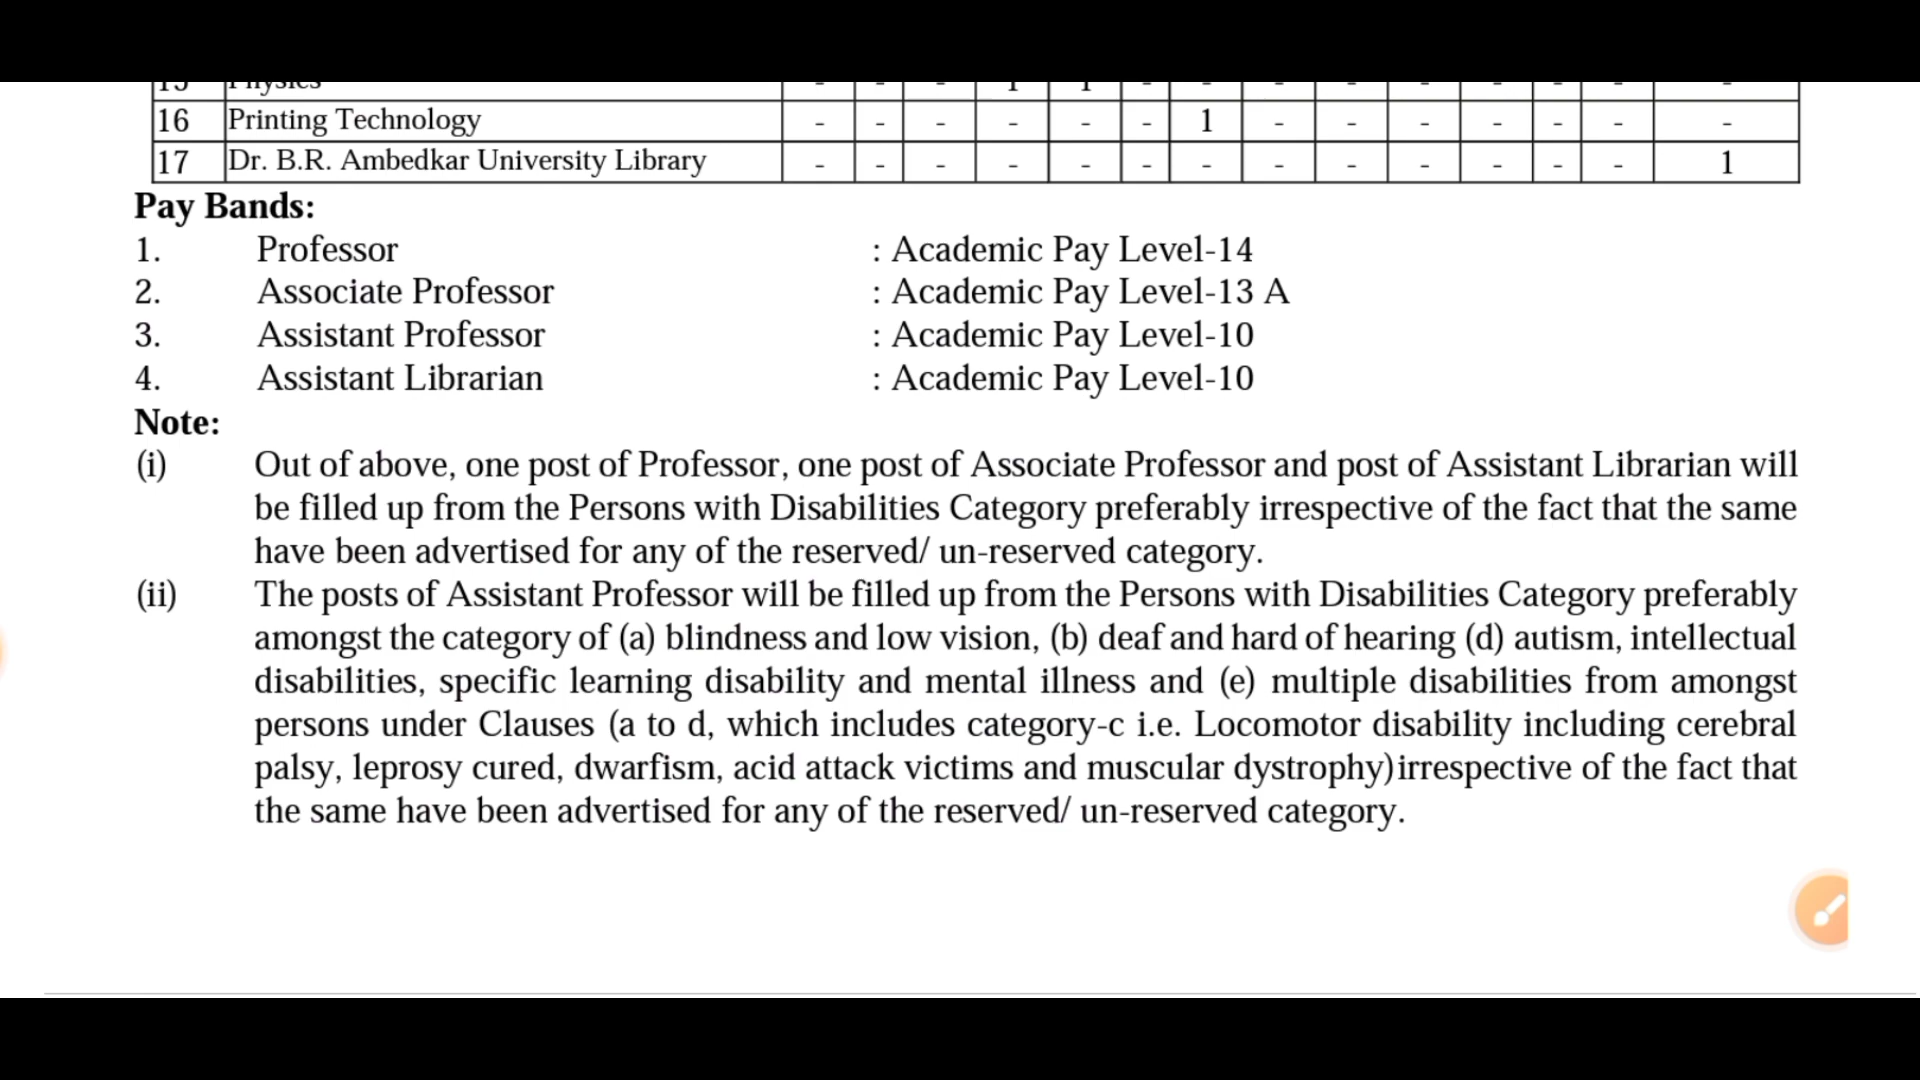 15 Physics - - - 1 1 - - - - - - - - -
16 Printing Technology - - - - - - 1 - - - - - - -
17 Dr. B.R. Ambedkar University Library - - - - - - - - - - - - - 1
Pay Bands:
1. Professor : Academic Pay Level-14
2. Associate Professor : Academic Pay Level-13 A
3. Assistant Professor : Academic Pay Level-10
4. Assistant Librarian : Academic Pay Level-10
Note:
(i) Out of above, one post of Professor, one post of Associate Professor and post of Assistant Librarian will
be filled up from the Persons with Disabilities Category preferably irrespective of the fact that the same
have been advertised for any of the reserved/ un-reserved category.
(ii) The posts of Assistant Professor will be filled up from the Persons with Disabilities Category preferably
amongst the category of (a) blindness and low vision, (b) deaf and hard of hearing (d) autism, intellectual
disabilities, specific learning disability and mental illness and (e) multiple disabilities from amongst
persons under Clauses (a to d, which includes category-c i.e. Locomotor disability including cerebral
palsy, leprosy cured, dwarfism, acid attack victims and muscular dystrophy)irrespective of the fact that
the same have been advertised for any of the reserved/ un-reserved category.